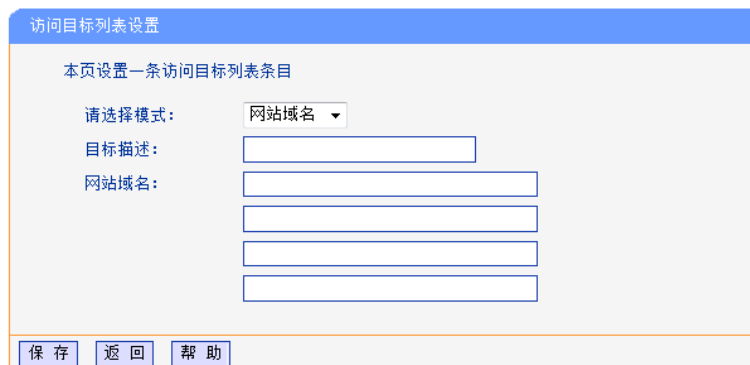 访问目标列表设置
本页设置一条访问目标列表条目
请选择模式： 网站域名
目标描述：
网站域名：
保 存 返 回 帮 助